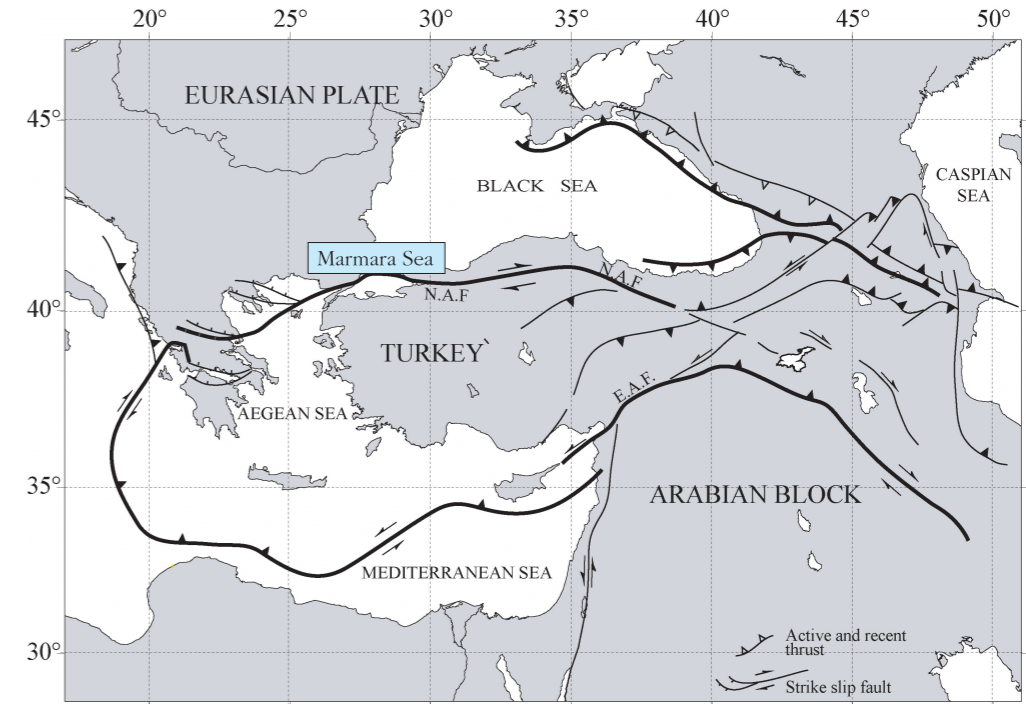 20° 25° 30° 35° 40° 45° 50°
EURASIAN PLATE
45°
CASPIAN
SEA
BLACK SEA
Marmara Sea
N.A.F
N.A.F
40°
TURKEY`
E.A.F.
AEGEAN SEA
35°
ARABIAN BLOCK
MEDITERRANEAN SEA
Active and recent
thrust
30°
Strike slip fault